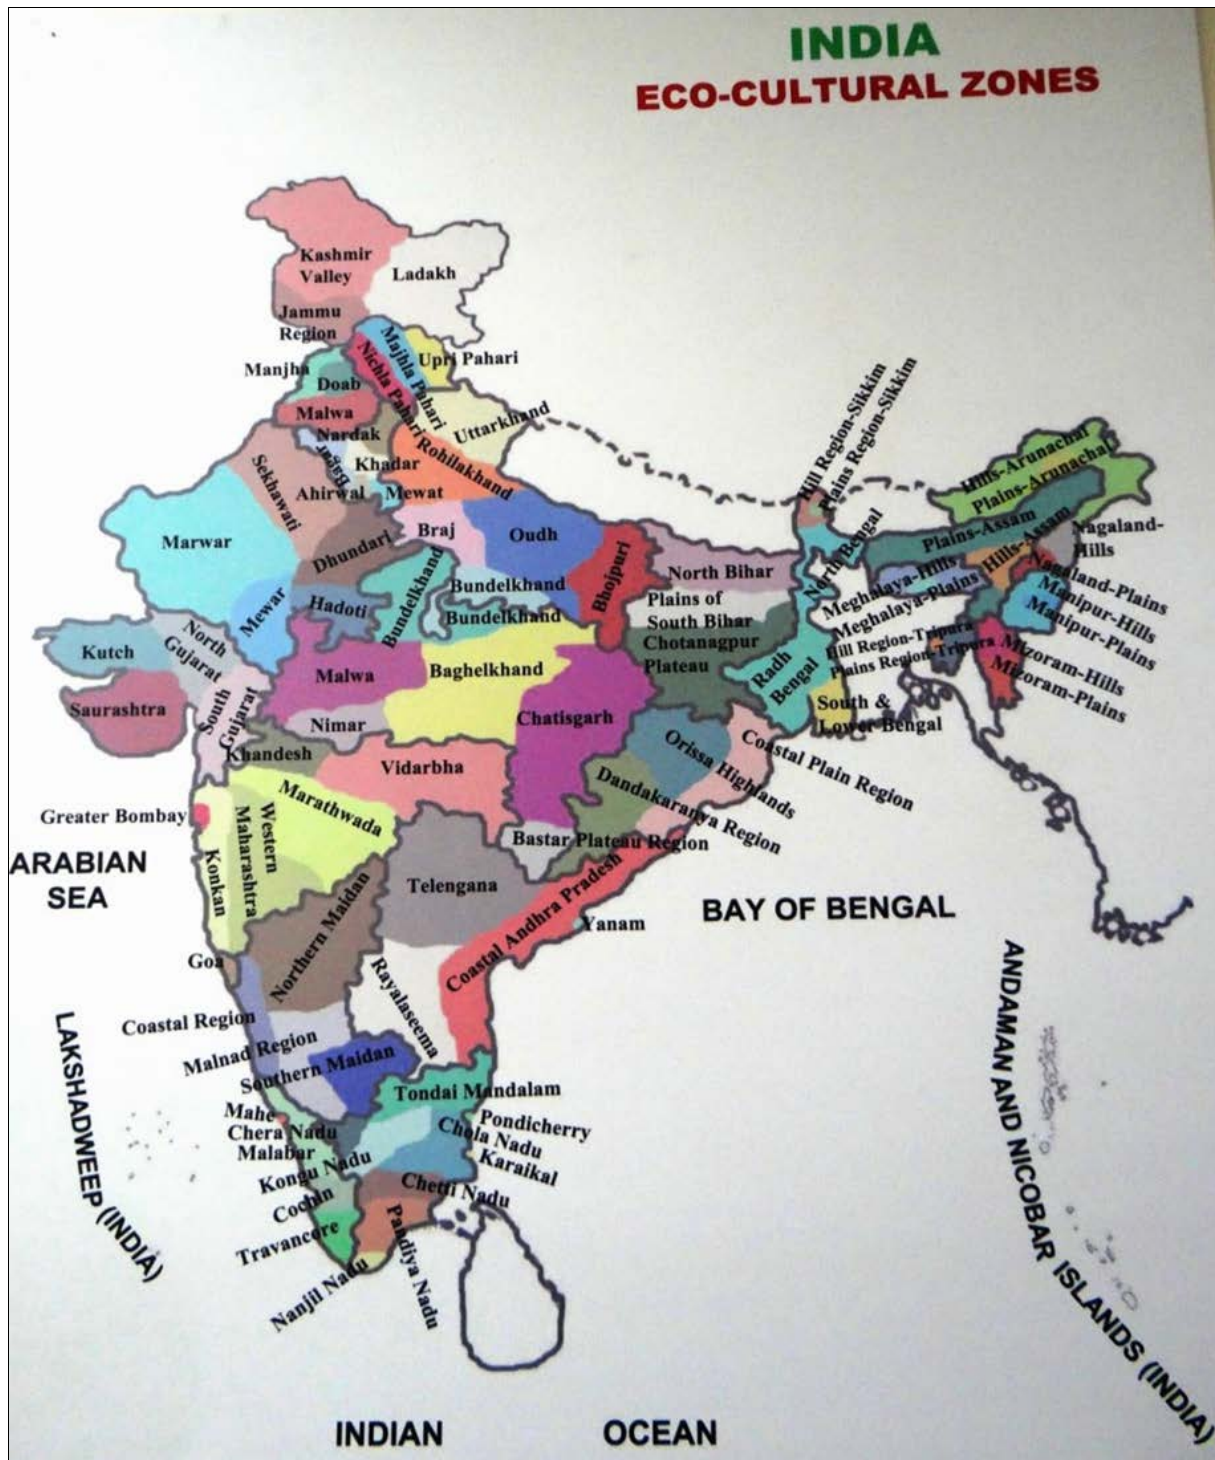 INDIA
ECO-CULTURAL ZONES
Kashmir
Valley
Ladakh
Jammu
Region
Majhla Pahari
Nichla Pahari
Upri Pahari
Manjha
Doab
Malwa
Uttarkhand
Nardak
Bagar
Khadar
Rohilakhand
Sekhawati
Ahirwal
Mewat
Hill Region-Sikkim
Plains Region-Sikkim
Hills-Arunachal
Plains-Arunachal
Marwar
Dhundari
Braj
Oudh
Bhojpuri
North Bengal
Plains-Assam
Hills-Assam
Nagaland-
Hills
Nagaland-Plains
Mewar
Hadoti
Bundelkhand
Bundelkhand
Bundelkhand
North Bihar
Plains of
South Bihar
Meghalaya-Hills
Meghalaya-Plains
Manipur-Hills
Manipur-Plains
Kutch
North
Gujarat
Chotanagpur
Plateau
Hill Region-Tripura
Plains Region-Tripura
Mizoram-Hills
Mizoram-Plains
Saurashtra
South
Gujarat
Malwa
Baghelkhand
Radh
Bengal
South &
Lower Bengal
Nimar
Chatisgarh
Khandesh
Vidarbha
Orissa Highlands
Coastal Plain Region
Dandakaranya Region
Greater Bombay
Marathwada
Western
Maharashtra
Konkan
Bastar Plateau Region
ARABIAN
SEA
Telengana
Coastal Andhra Pradesh
Yanam
BAY OF BENGAL
Goa
Northern Maidan
Rayalaseema
Coastal Region
Malnad Region
Southern Maidan
LAKSHADWEEP (INDIA)
ANDAMAN AND NICOBAR ISLANDS (INDIA)
Tondai Mandalam
Mahe
Chera Nadu
Malabar
Pondicherry
Chola Nadu
Karaikal
Kongu Nadu
Chetti Nadu
Cochin
Travancore
Pandiya Nadu
Nanjil Nadu
INDIAN OCEAN